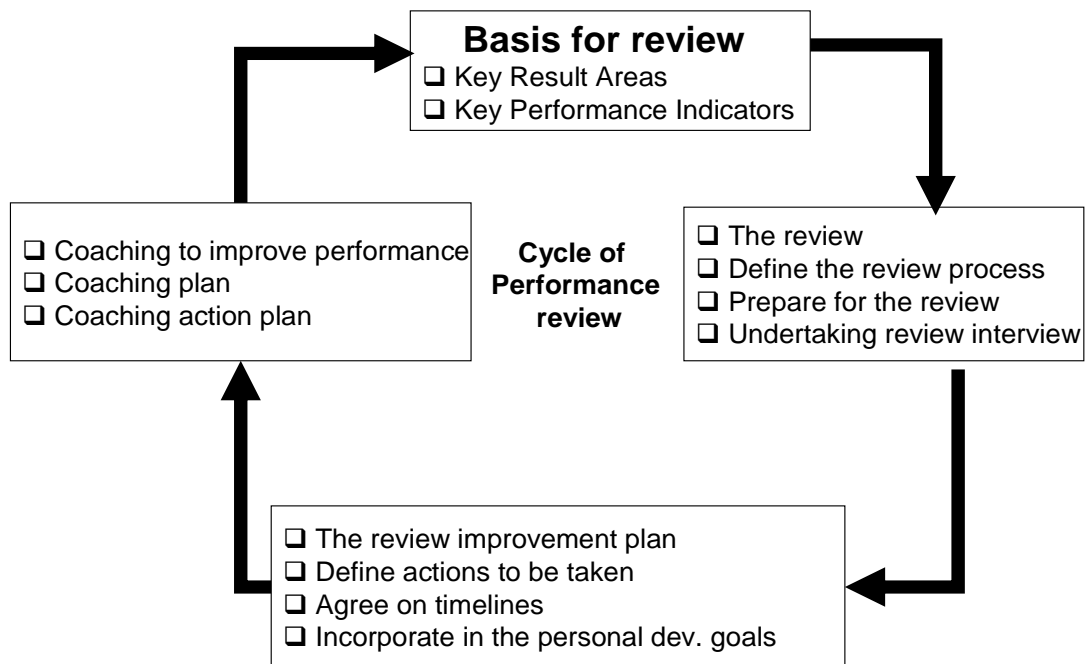 Basis for review
❑ Key Result Areas
❑ Key Performance Indicators
❑ Coaching to improve performance
❑ Coaching plan
❑ Coaching action plan
Cycle of
Performance
review
❑ The review
❑ Define the review process
❑ Prepare for the review
❑ Undertaking review interview
❑ The review improvement plan
❑ Define actions to be taken
❑ Agree on timelines
❑ Incorporate in the personal dev. goals